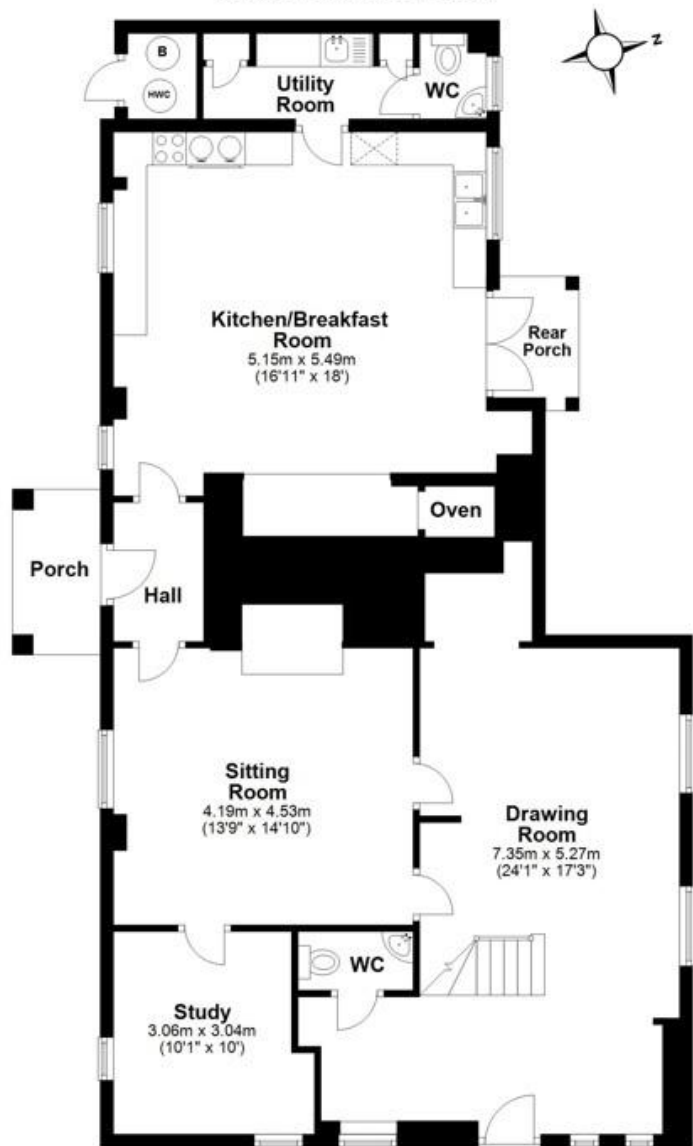 Z
B
HWC
Utility
Room
WC
Kitchen/Breakfast
Room
5.15m x 5.49m
(16'11" x 18')
Rear
Porch
Oven
Porch
Hall
Sitting
Room
4.19m x 4.53m
(13'9" x 14'10")
Drawing
Room
7.35m x 5.27m
(24'1" x 17'3")
WC
Study
3.06m x 3.04m
(10'1" x 10')